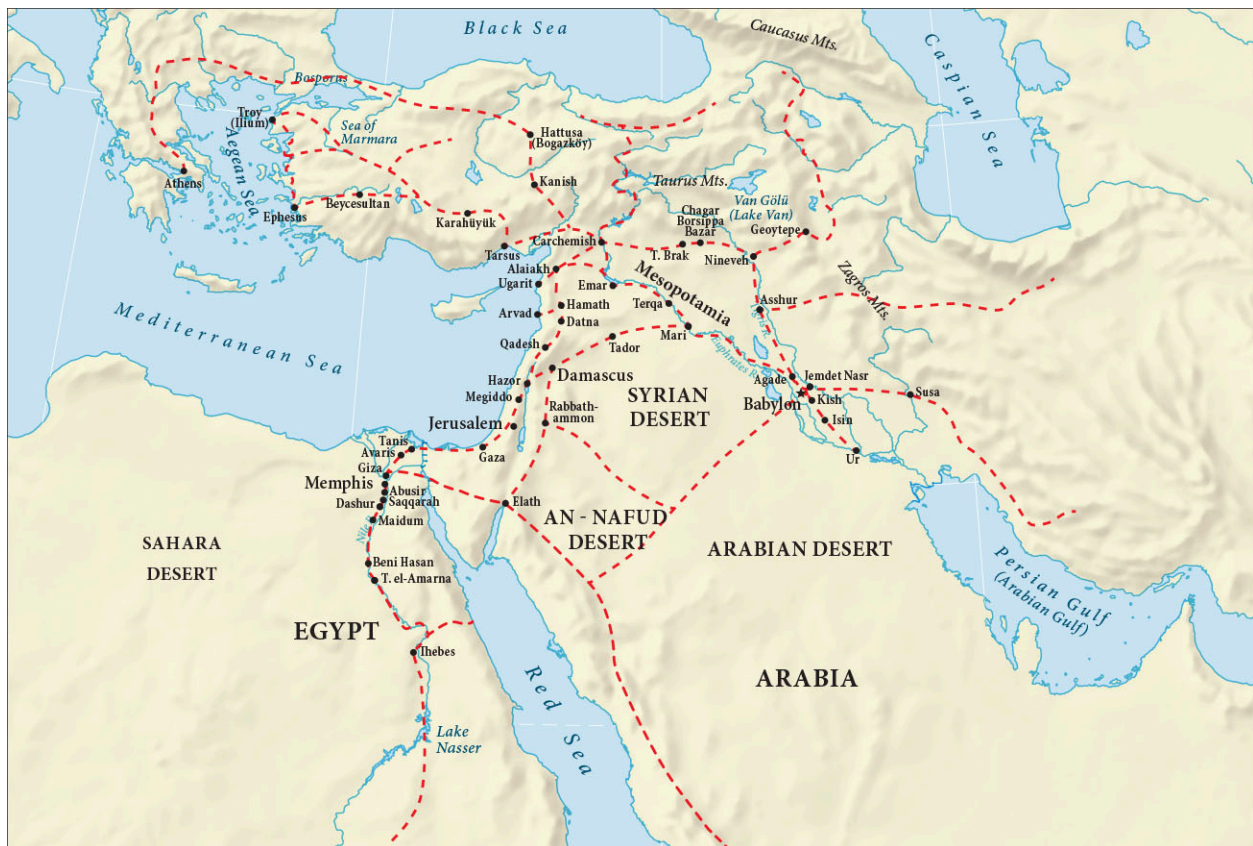 Black Sea
Caucasus Mts.
Caspian Sea
Bosporus
Troy
(Ilium)
Sea of
Marmara
Aegean Sea
Hattusa
(Bogazköy)
Athens
Kanish
Taurus Mts.
Ephesus
Beycesultan
Karahüyük
Van Gölü
(Lake Van)
Chagar
Borsippa
Bazar
Geoytepe
Tarsus
Carchemish
T. Brak
Nineveh
Alaiakh
Ugarit
Emar
Mesopotamia
Zagros Mts.
Mediterranean Sea
Arvad
Hamath
Datna
Terqa
Asshur
Mari
Qadesh
Tador
Euphrates R.
Hazor
Damascus
Agade
Jemdet Nasr
Megiddo
SYRIAN
DESERT
Babylon
Kish
Susa
Jerusalem
Rabbath-
ammon
Isin
Tanis
Avaris
Gaza
Ur
Giza
Memphis
Abusir
Saqqarah
Dashur
Maidum
Elath
Nile
AN - NAFUD
DESERT
ARABIAN DESERT
SAHARA
DESERT
Persian Gulf
(Arabian Gulf)
Beni Hasan
T. el-Amarna
EGYPT
Ihebes
Red Sea
ARABIA
Lake
Nasser